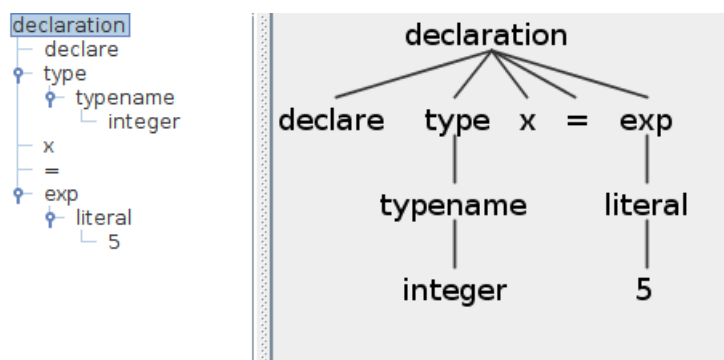 declaration
declare
type
typename
integer
x
=
exp
literal
5
declaration
declare type x = exp
typename literal
integer 5